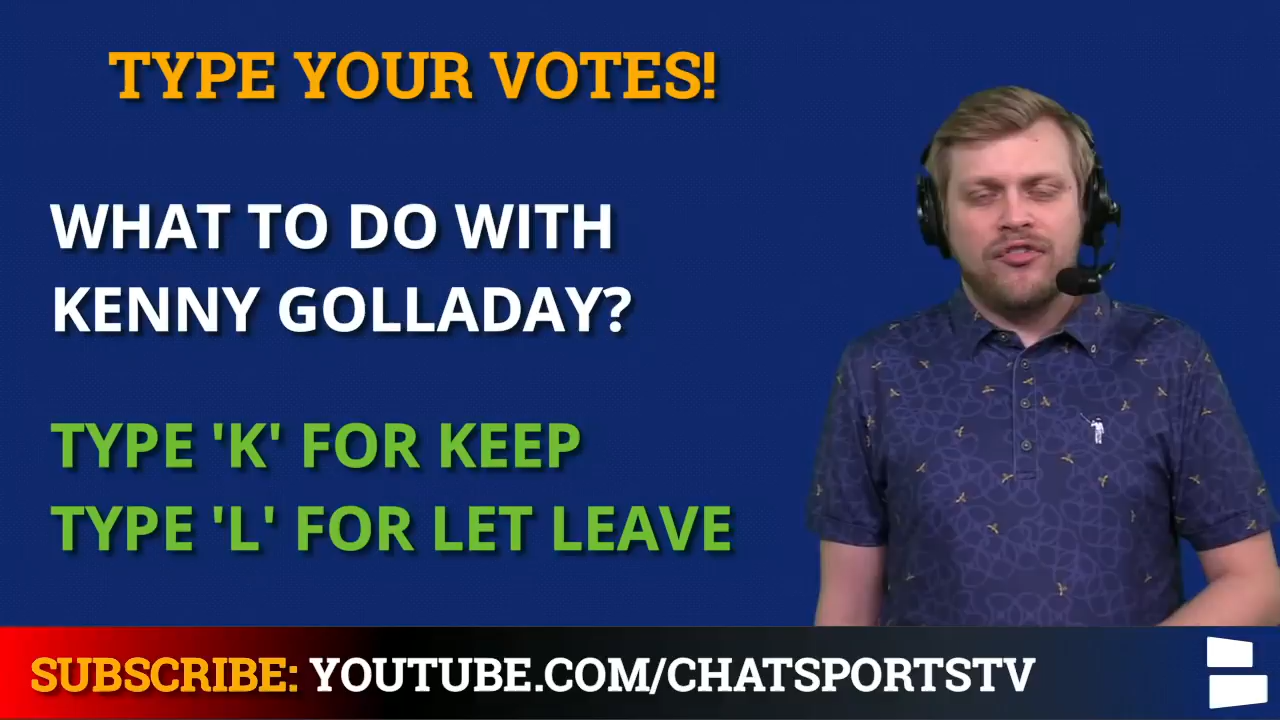 TYPE YOUR VOTES!
WHAT TO DO WITH
KENNY GOLLADAY?
TYPE 'K' FOR KEEP
TYPE 'L' FOR LET LEAVE
SUBSCRIBE: YOUTUBE.COM/CHATSPORTSTV